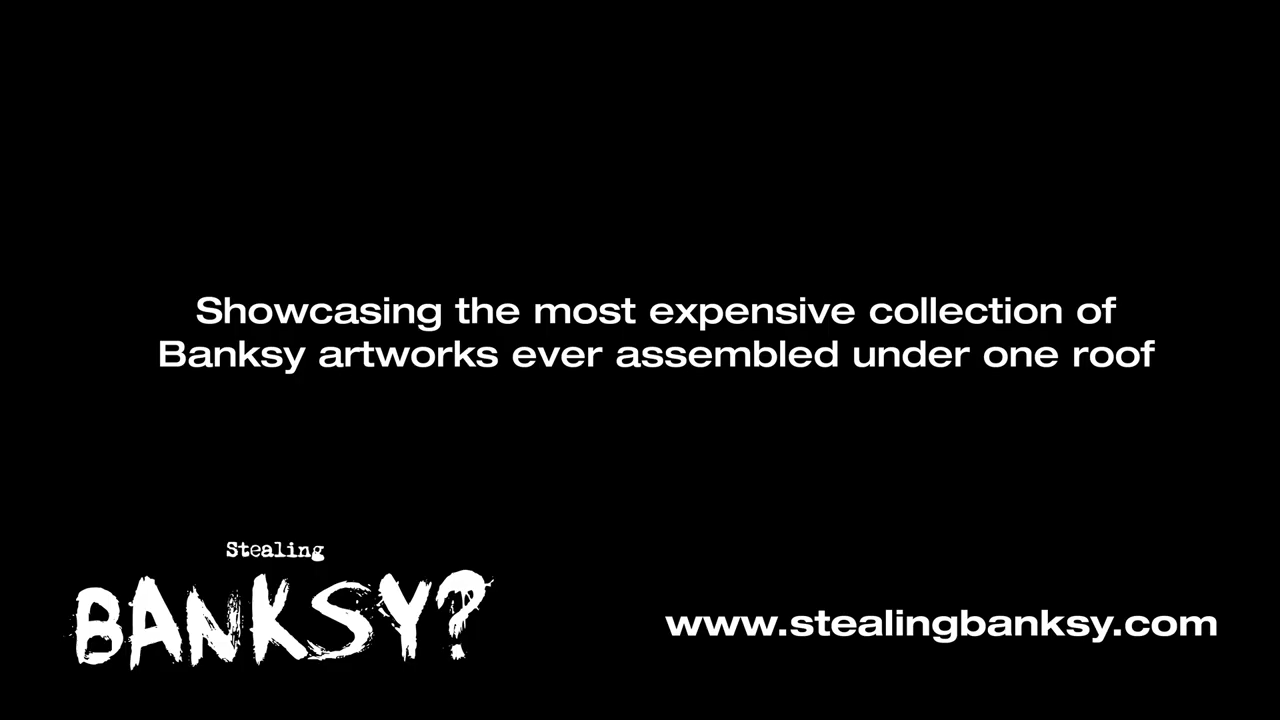 Showcasing the most expensive collection of
Banksy artworks ever assembled under one roof
Stealing
BANKSY?
www.stealingbanksy.com